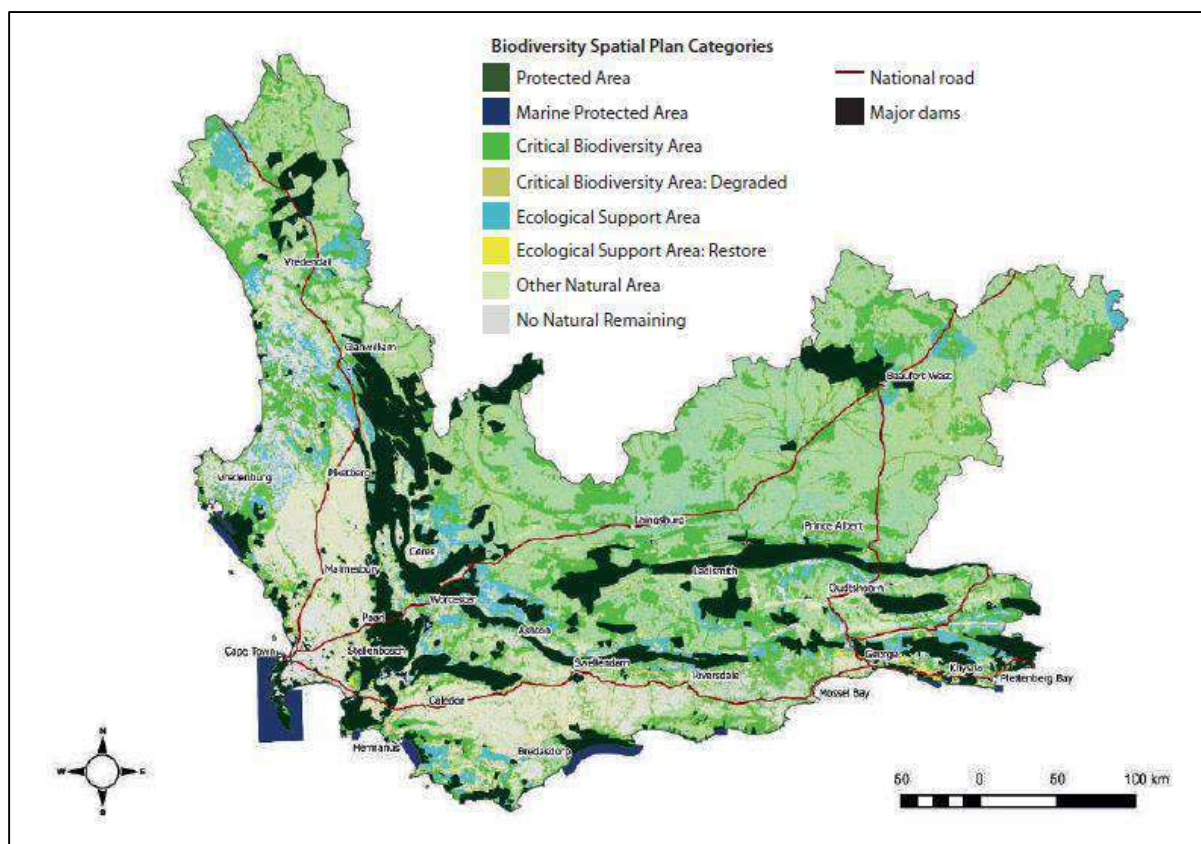 Biodiversity Spatial Plan Categories
Protected Area
Marine Protected Area
Critical Biodiversity Area
Critical Biodiversity Area: Degraded
Ecological Support Area
Ecological Support Area: Restore
Other Natural Area
No Natural Remaining
National road
Major dams
Vredendal
Clanwilliam
Beaufort West
Vredenburg
Piketberg
Laingsburg
Prince Albert
Ceres
Malmesbury
Ladismith
Oudtshoorn
Worcester
Paarl
Ashton
Cape Town
Stellenbosch
George
Knysna
Swellendam
Riversdale
Plettenberg Bay
Mossel Bay
Caledon
Hermanus
Bredasdorp
N
W E
S
50 0 50 100 km